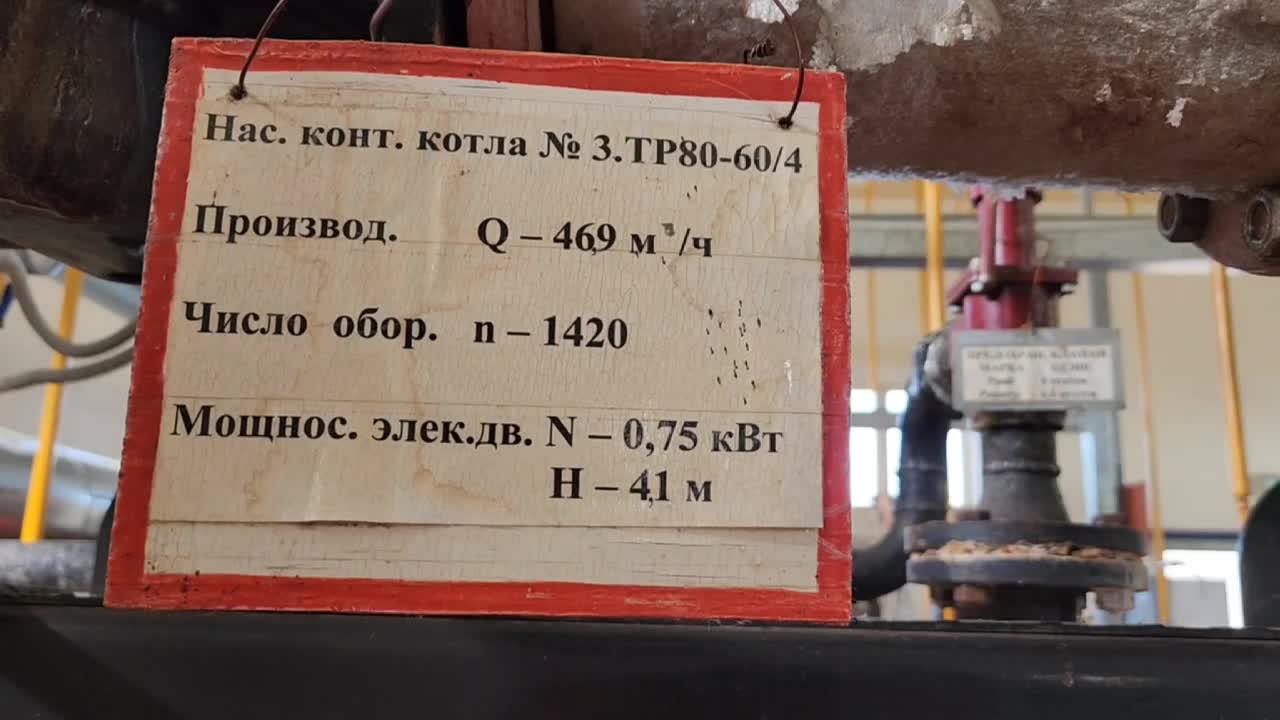 Нас. конт. котла № 3.ТР80-60/4
Производ. Q – 46,9 м³/ч
Число обор. n – 1420
Мощнос. элек.дв. N – 0,75 кВт
Н – 4,1 м
МАРКА